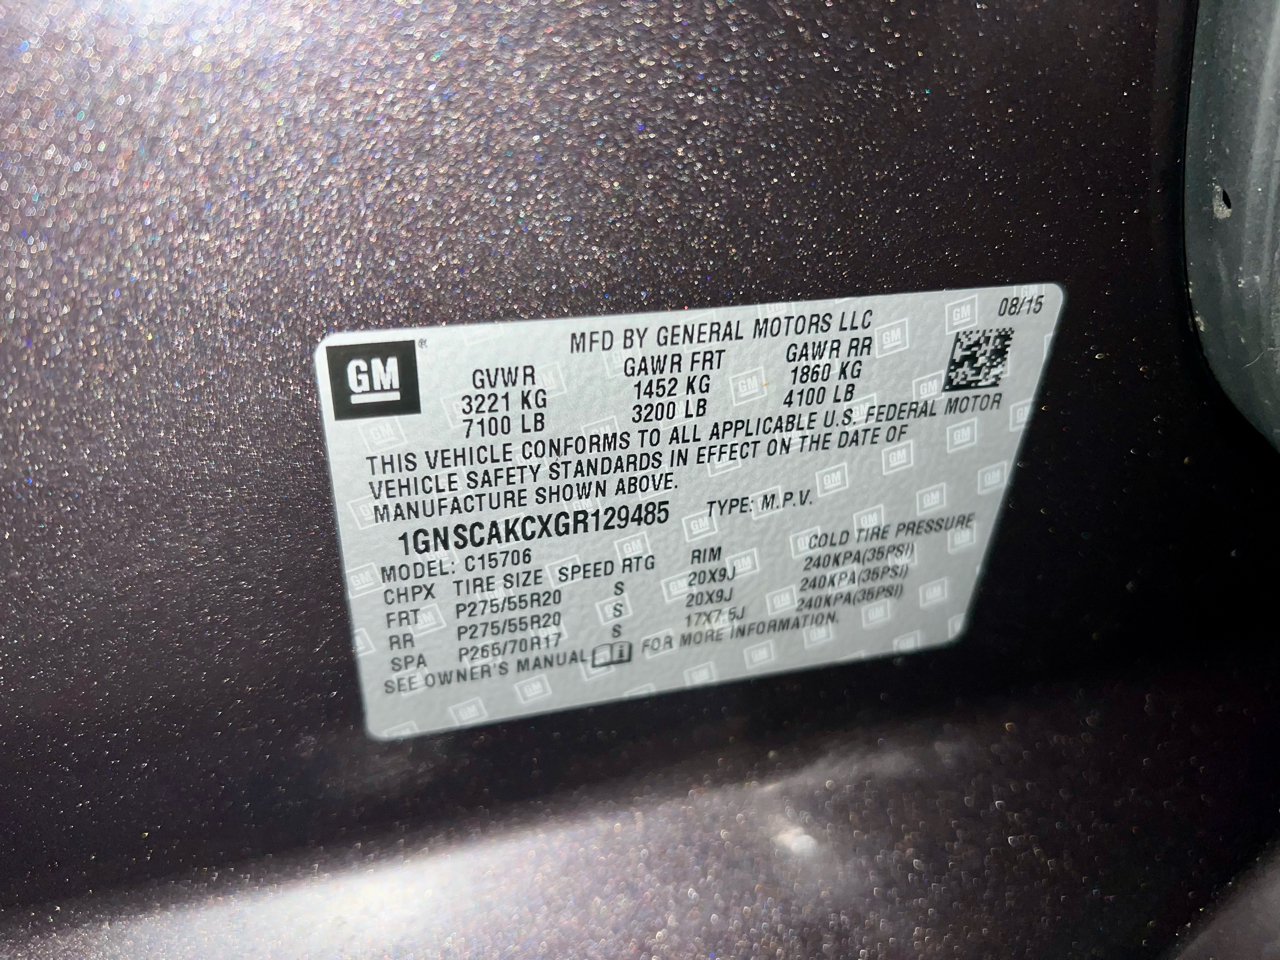 08/15
MFD BY GENERAL MOTORS LLC
GM®
GVWR GAWR FRT GAWR RR
3221 KG 1452 KG 1860 KG
7100 LB 3200 LB 4100 LB
THIS VEHICLE CONFORMS TO ALL APPLICABLE U.S. FEDERAL MOTOR
VEHICLE SAFETY STANDARDS IN EFFECT ON THE DATE OF
MANUFACTURE SHOWN ABOVE.
1GNSCAKCXGR129485 TYPE: M.P.V.
MODEL: C15706
CHPX TIRE SIZE SPEED RTG RIM COLD TIRE PRESSURE
FRT P275/55R20 S 20X9J 240KPA(35PSI)
RR P275/55R20 S 20X9J 240KPA(35PSI)
SPA P265/70R17 S 17X7.5J 240KPA(35PSI)
SEE OWNER'S MANUAL i FOR MORE INFORMATION.